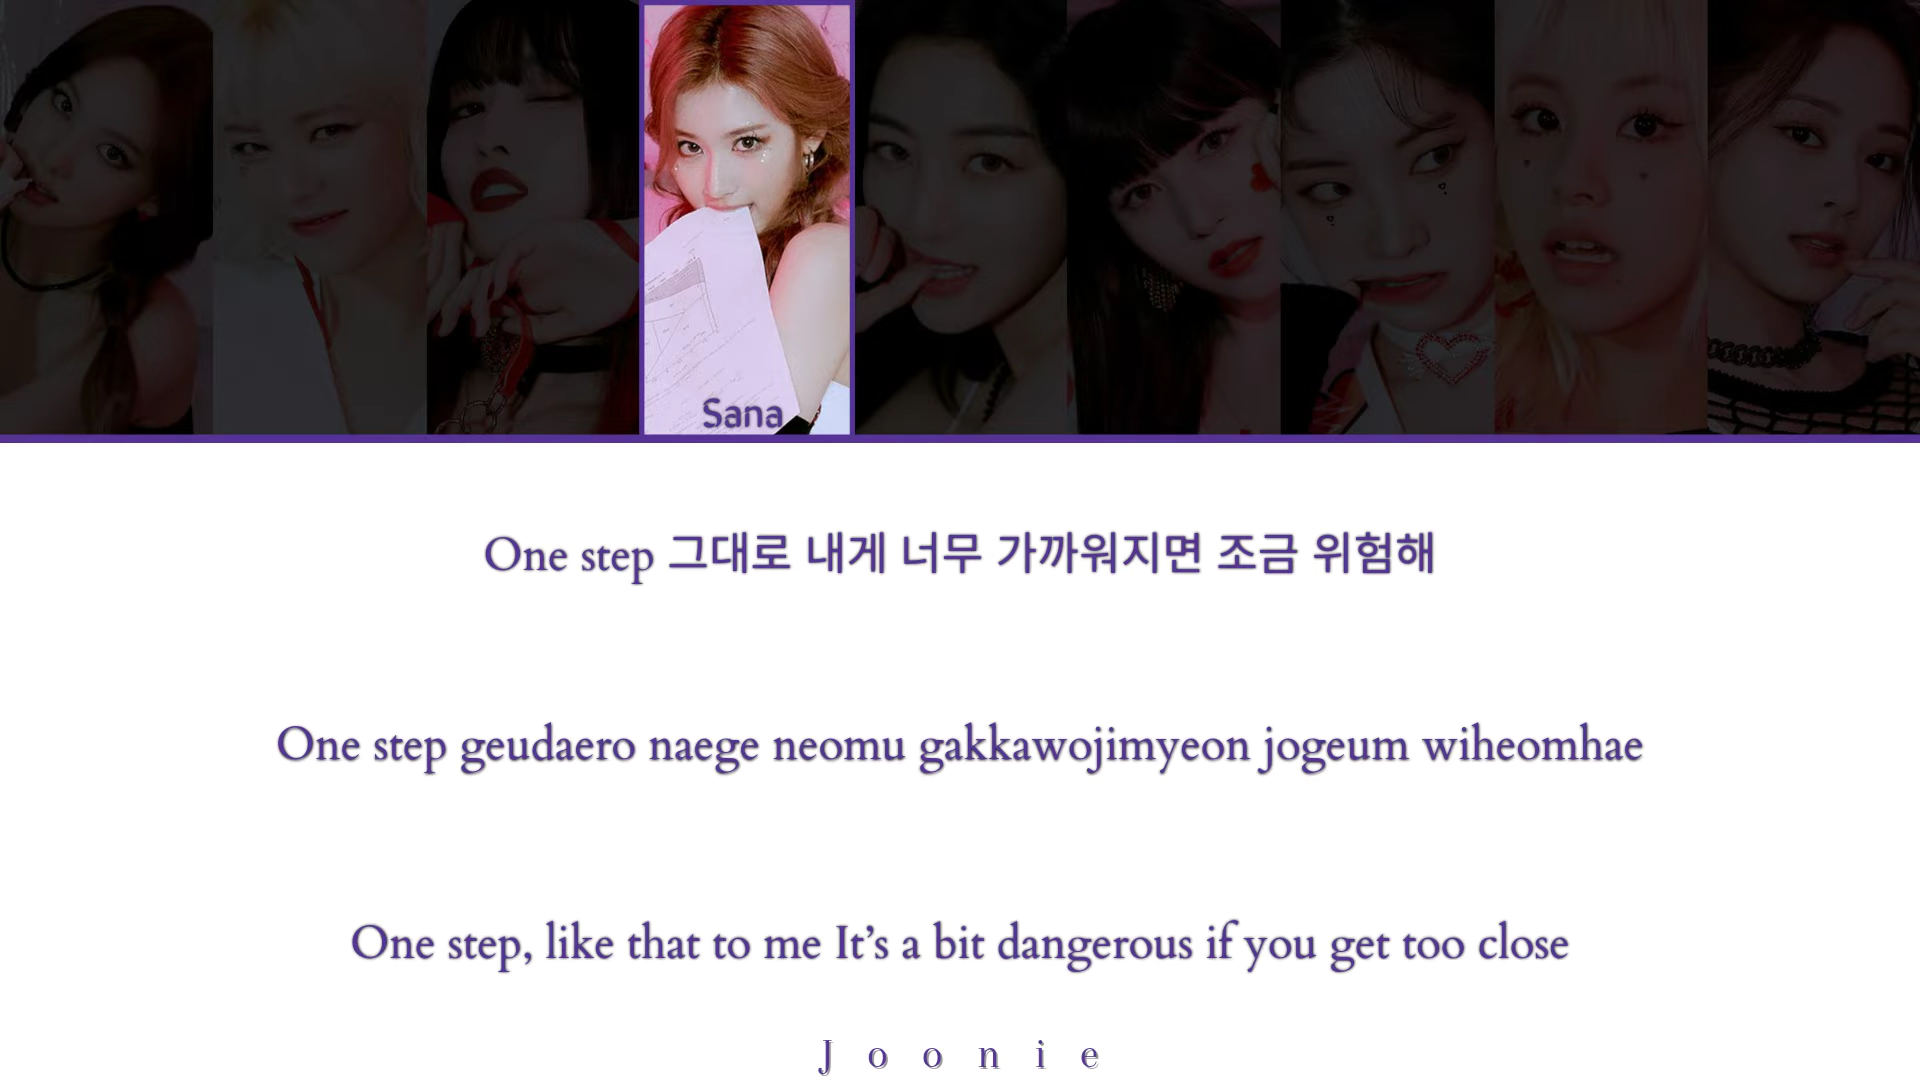 Sana
One step 그대로 내게 너무 가까워지면 조금 위험해
One step geudaero naege neomu gakkawojimyeon jogeum wiheomhae
One step, like that to me It’s a bit dangerous if you get too close
Joonie